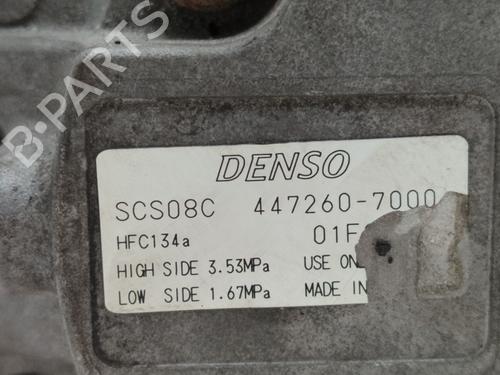 B-PARTS
DENSO
SCS08C 447260-7000
HFC134a 01F
HIGH SIDE 3.53MPa USE ON
LOW SIDE 1.67MPa MADE IN